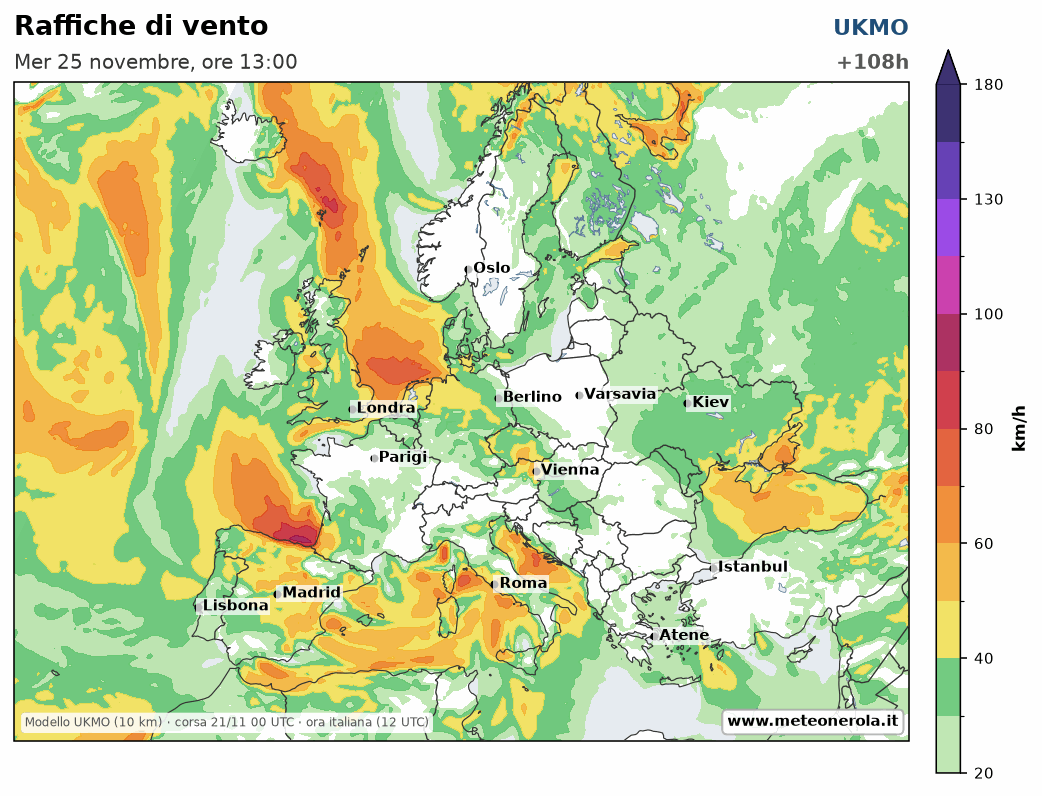 Raffiche di vento
UKMO
Mer 25 novembre, ore 13:00
+108h
180
130
100
80
60
40
20
km/h
Oslo
Berlino
Varsavia
Kiev
Londra
Parigi
Vienna
Istanbul
Roma
Madrid
Lisbona
Atene
Modello UKMO (10 km) · corsa 21/11 00 UTC · ora italiana (12 UTC)
www.meteonerola.it